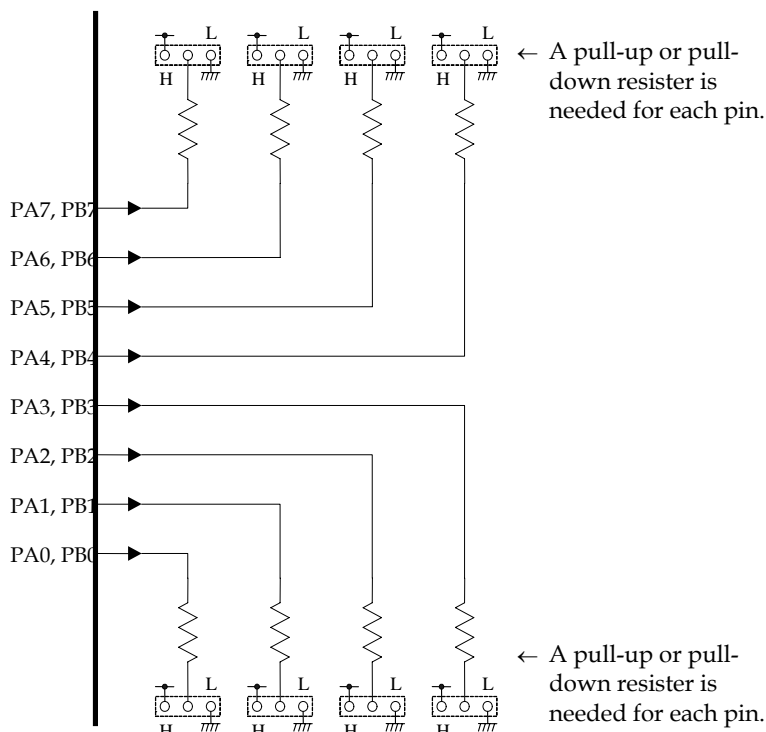 L L L L
H H H H
← A pull-up or pull-
down resister is
needed for each pin.
PA7, PB7
PA6, PB6
PA5, PB5
PA4, PB4
PA3, PB3
PA2, PB2
PA1, PB1
PA0, PB0
← A pull-up or pull-
down resister is
needed for each pin.
L L L L
H H H H